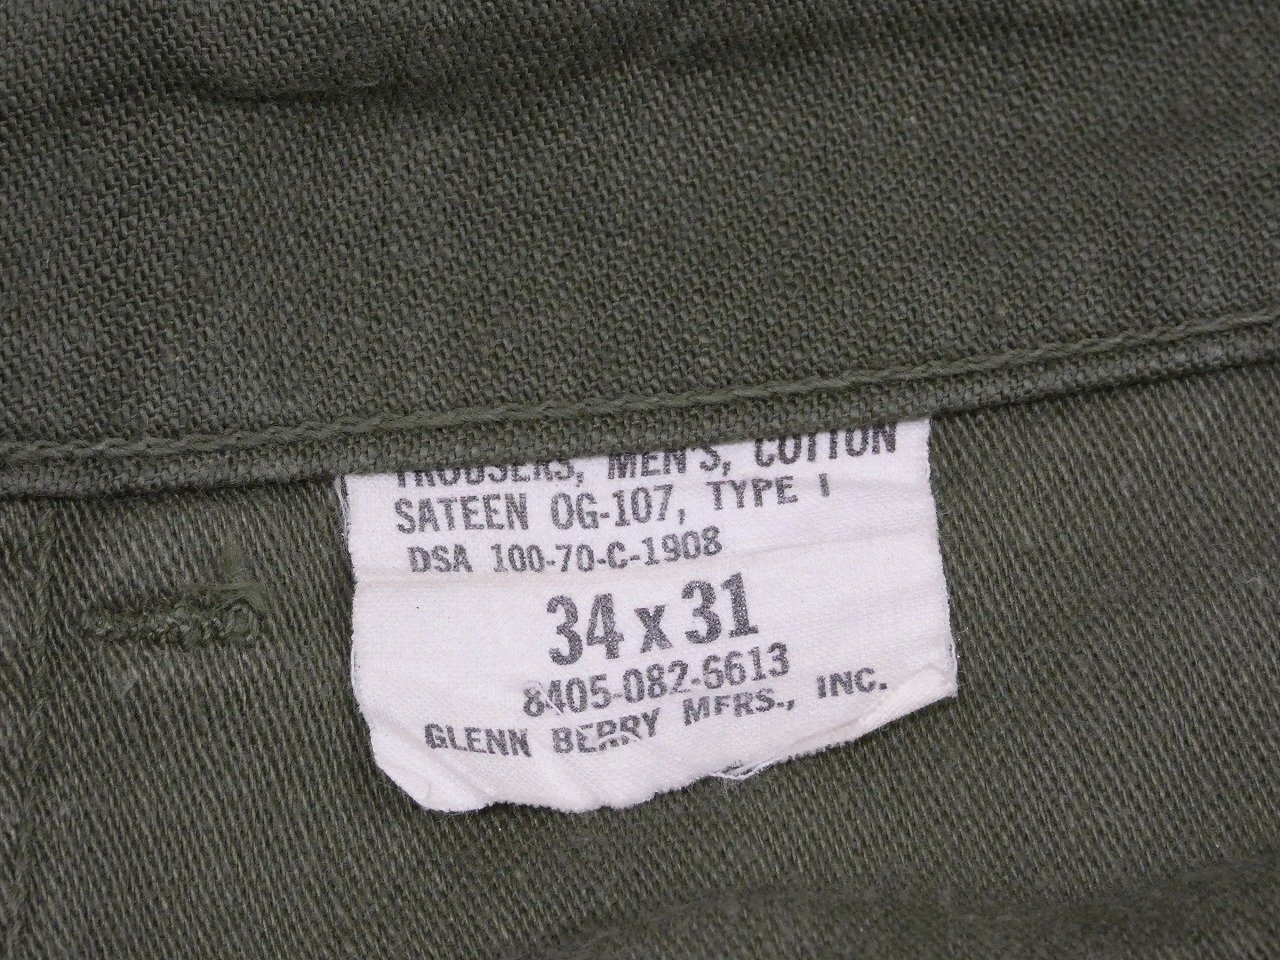 TROUSERS, MEN'S, COTTON
SATEEN OG-107, TYPE I
DSA 100-70-C-1908
34 x 31
8405-082-6613
GLENN BERRY MFRS., INC.